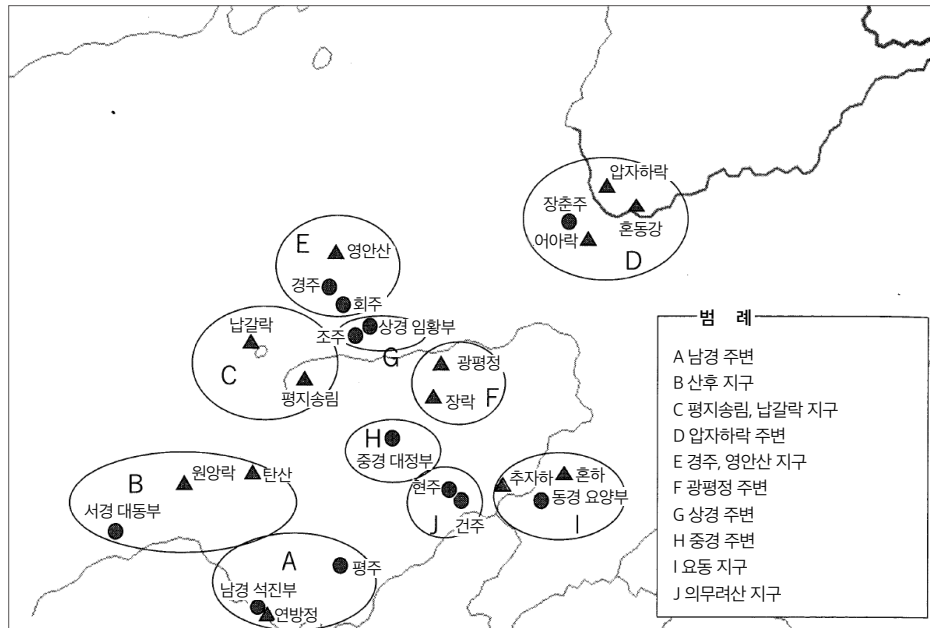 압자하락
장춘주
혼동강
어아락
D
E
영안산
경주
회주
납갈락
상경 임황부
조주
G
C
평지송림
광평정
장락
F
H
중경 대정부
원앙락
탄산
B
서경 대동부
현주
J
건주
추자하
혼하
동경 요양부
I
A
평주
남경 석진부
연방정
범 례
A 남경 주변
B 산후 지구
C 평지송림, 납갈락 지구
D 압자하락 주변
E 경주, 영안산 지구
F 광평정 주변
G 상경 주변
H 중경 주변
I 요동 지구
J 의무려산 지구